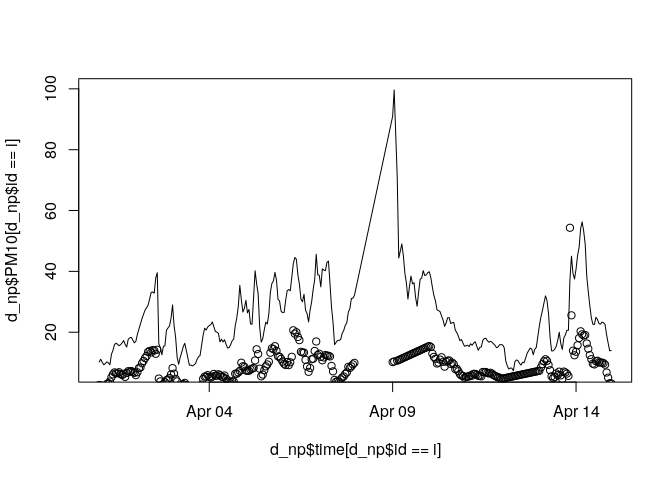 100
80
60
40
20
d_np$PM10[d_np$id == i]
Apr 04
Apr 09
Apr 14
d_np$time[d_np$id == i]